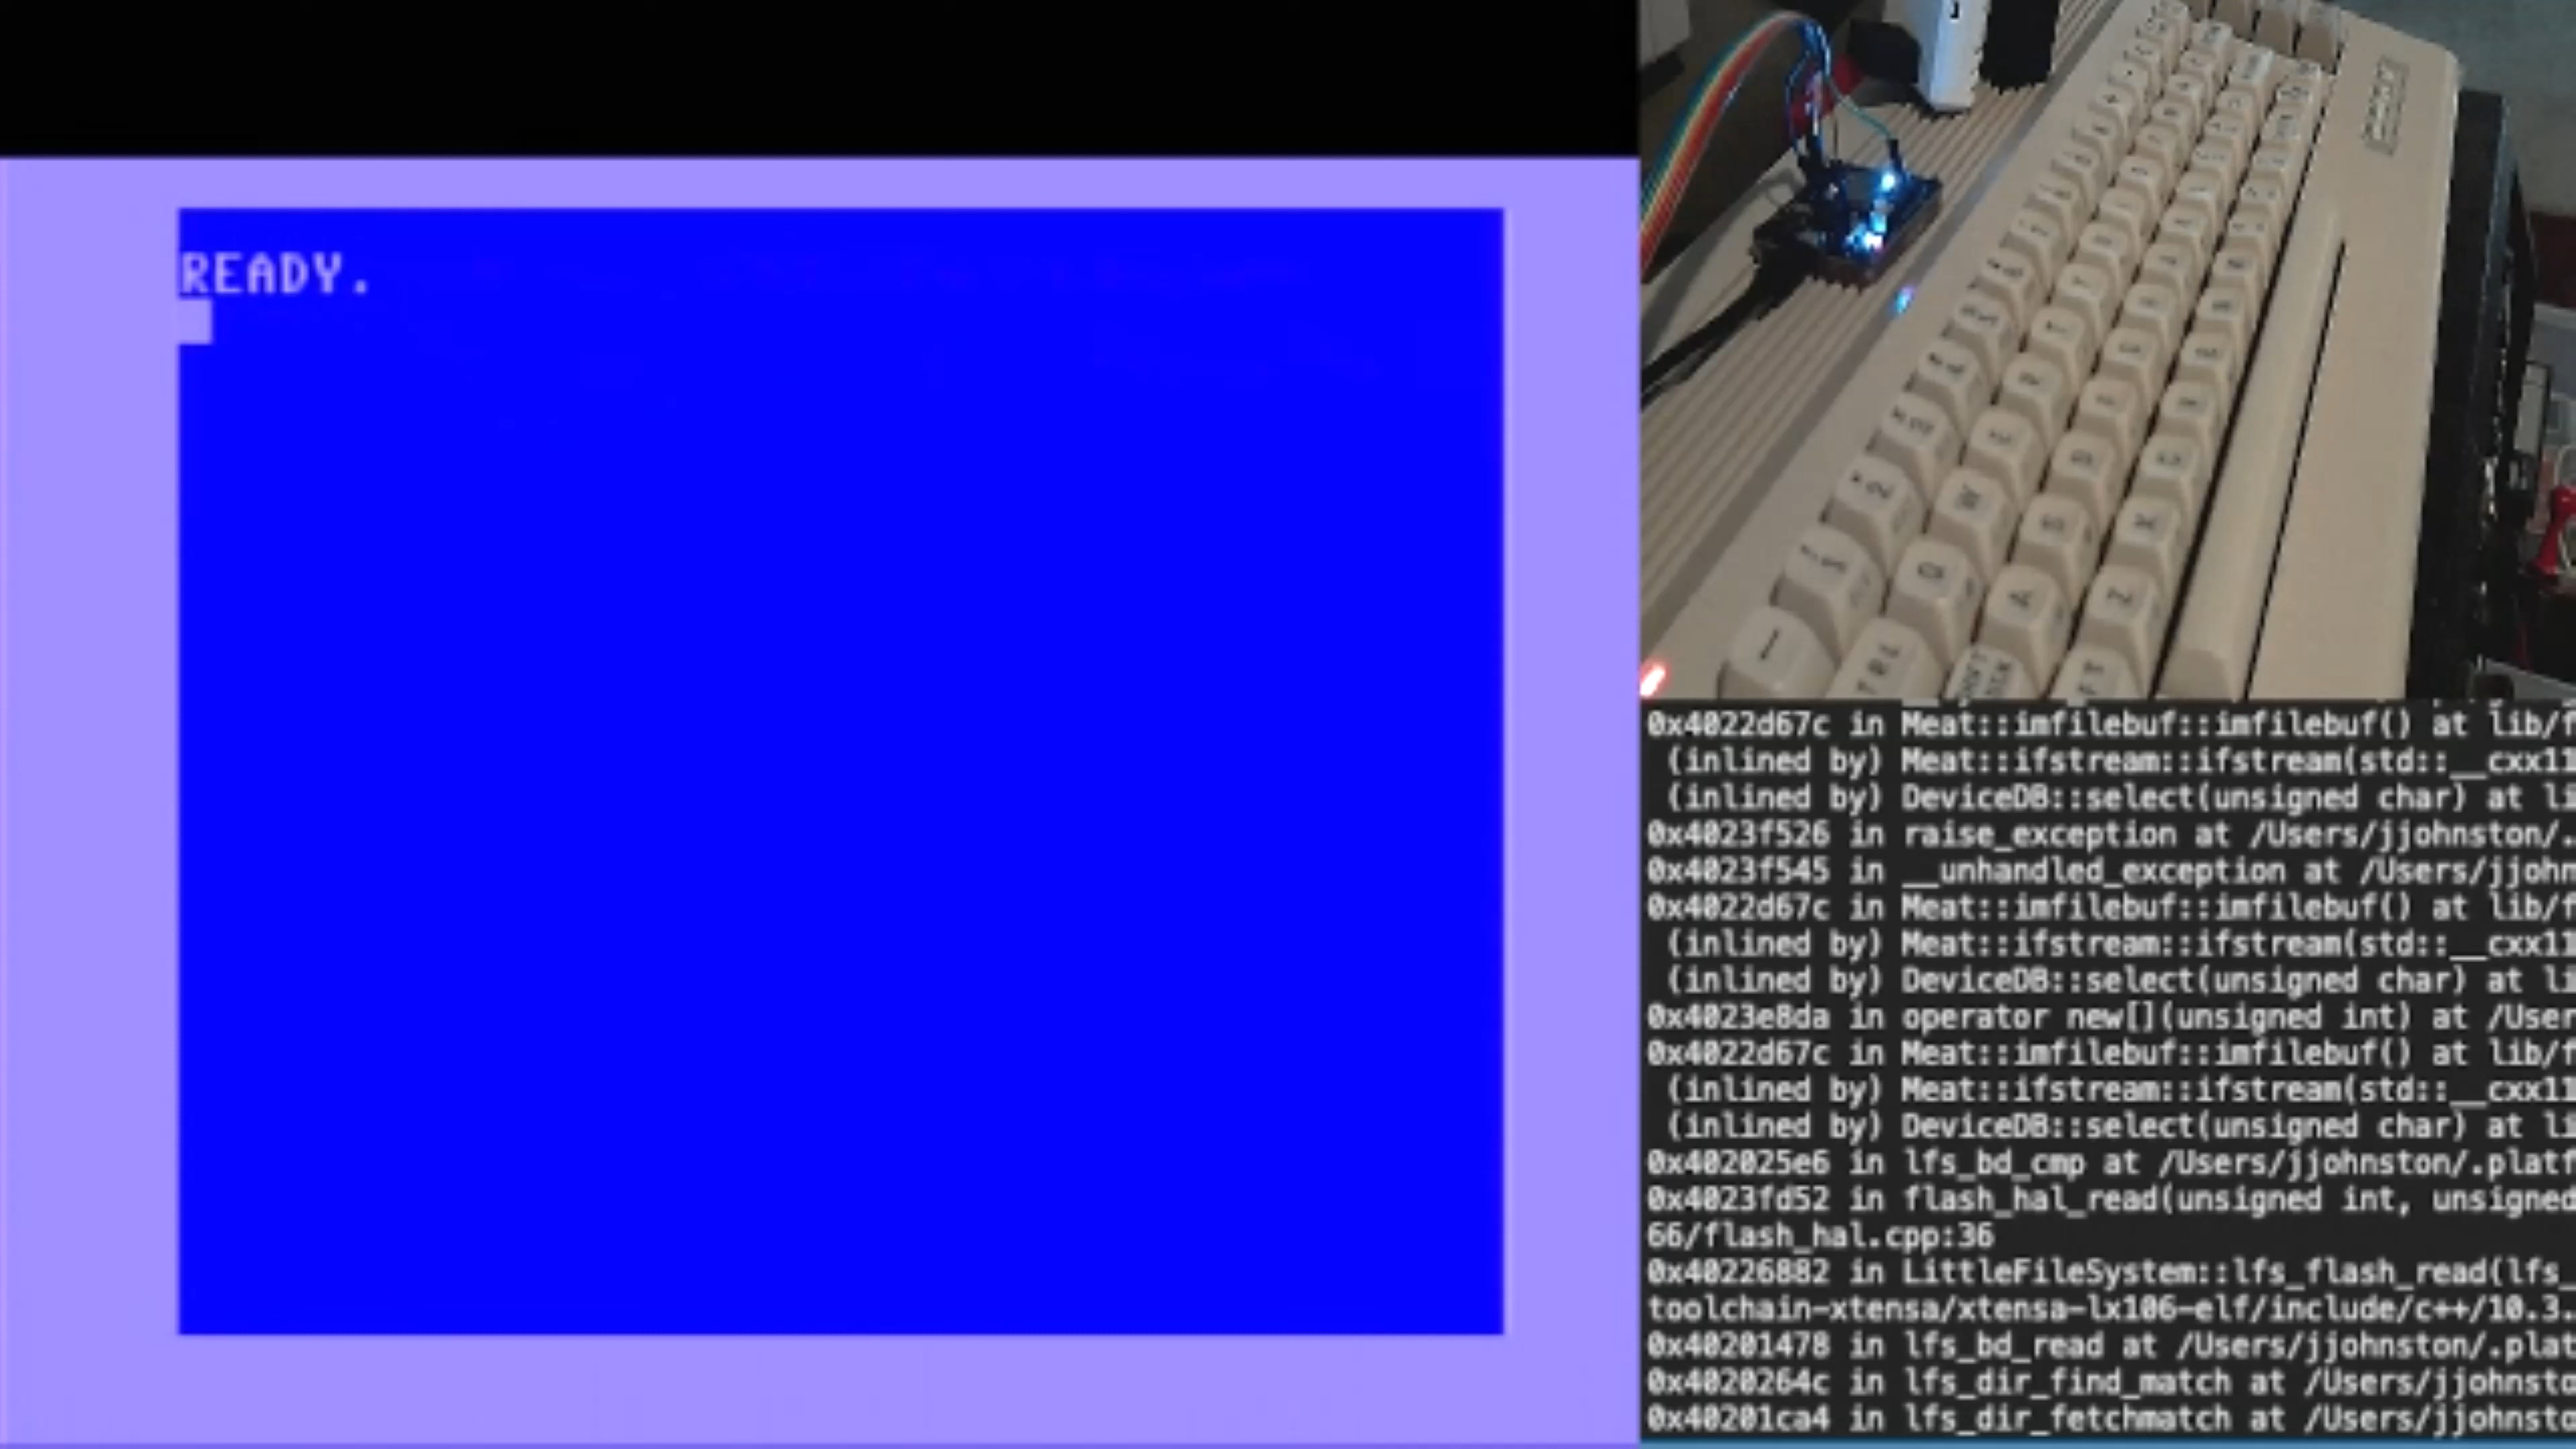 READY.
CTRL
Q
W
A
S
D
Z
X
0x4022d67c in Meat::imfilebuf::imfilebuf() at lib/f
(inlined by) Meat::ifstream::ifstream(std::__cxx11
(inlined by) DeviceDB::select(unsigned char) at li
0x4023f526 in raise_exception at /Users/jjohnston/.
0x4023f545 in __unhandled_exception at /Users/jjohn
0x4022d67c in Meat::imfilebuf::imfilebuf() at lib/f
(inlined by) Meat::ifstream::ifstream(std::__cxx11
(inlined by) DeviceDB::select(unsigned char) at li
0x4023e8da in operator new[](unsigned int) at /User
0x4022d67c in Meat::imfilebuf::imfilebuf() at lib/f
(inlined by) Meat::ifstream::ifstream(std::__cxx11
(inlined by) DeviceDB::select(unsigned char) at li
0x402025e6 in lfs_bd_cmp at /Users/jjohnston/.platf
0x4023fd52 in flash_hal_read(unsigned int, unsigned
66/flash_hal.cpp:36
0x40226882 in LittleFileSystem::lfs_flash_read(lfs_
toolchain-xtensa/xtensa-lx106-elf/include/c++/10.3.
0x40201478 in lfs_bd_read at /Users/jjohnston/.plat
0x4020264c in lfs_dir_find_match at /Users/jjohnsto
0x40201ca4 in lfs_dir_fetchmatch at /Users/jjohnsto